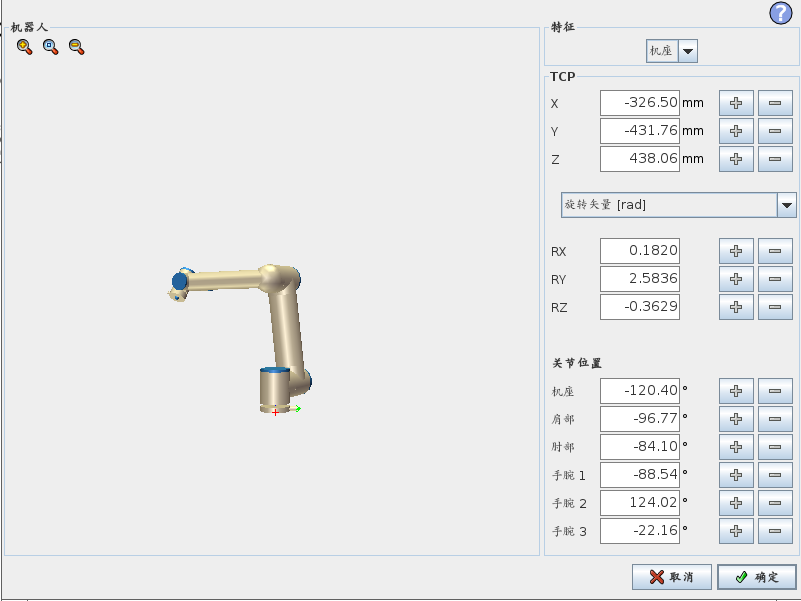 机器人
特征
机座
TCP
X -326.50 mm
Y -431.76 mm
Z 438.06 mm
旋转矢量 [rad]
RX 0.1820
RY 2.5836
RZ -0.3629
关节位置
机座 -120.40 °
肩部 -96.77 °
肘部 -84.10 °
手腕 1 -88.54 °
手腕 2 124.02 °
手腕 3 -22.16 °
取消 确定